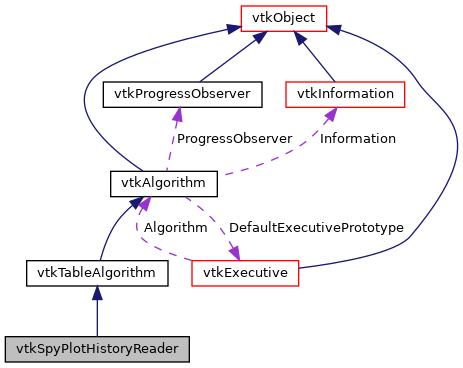 vtkObject
vtkProgressObserver
vtkInformation
ProgressObserver
Information
vtkAlgorithm
Algorithm
DefaultExecutivePrototype
vtkTableAlgorithm
vtkExecutive
vtkSpyPlotHistoryReader